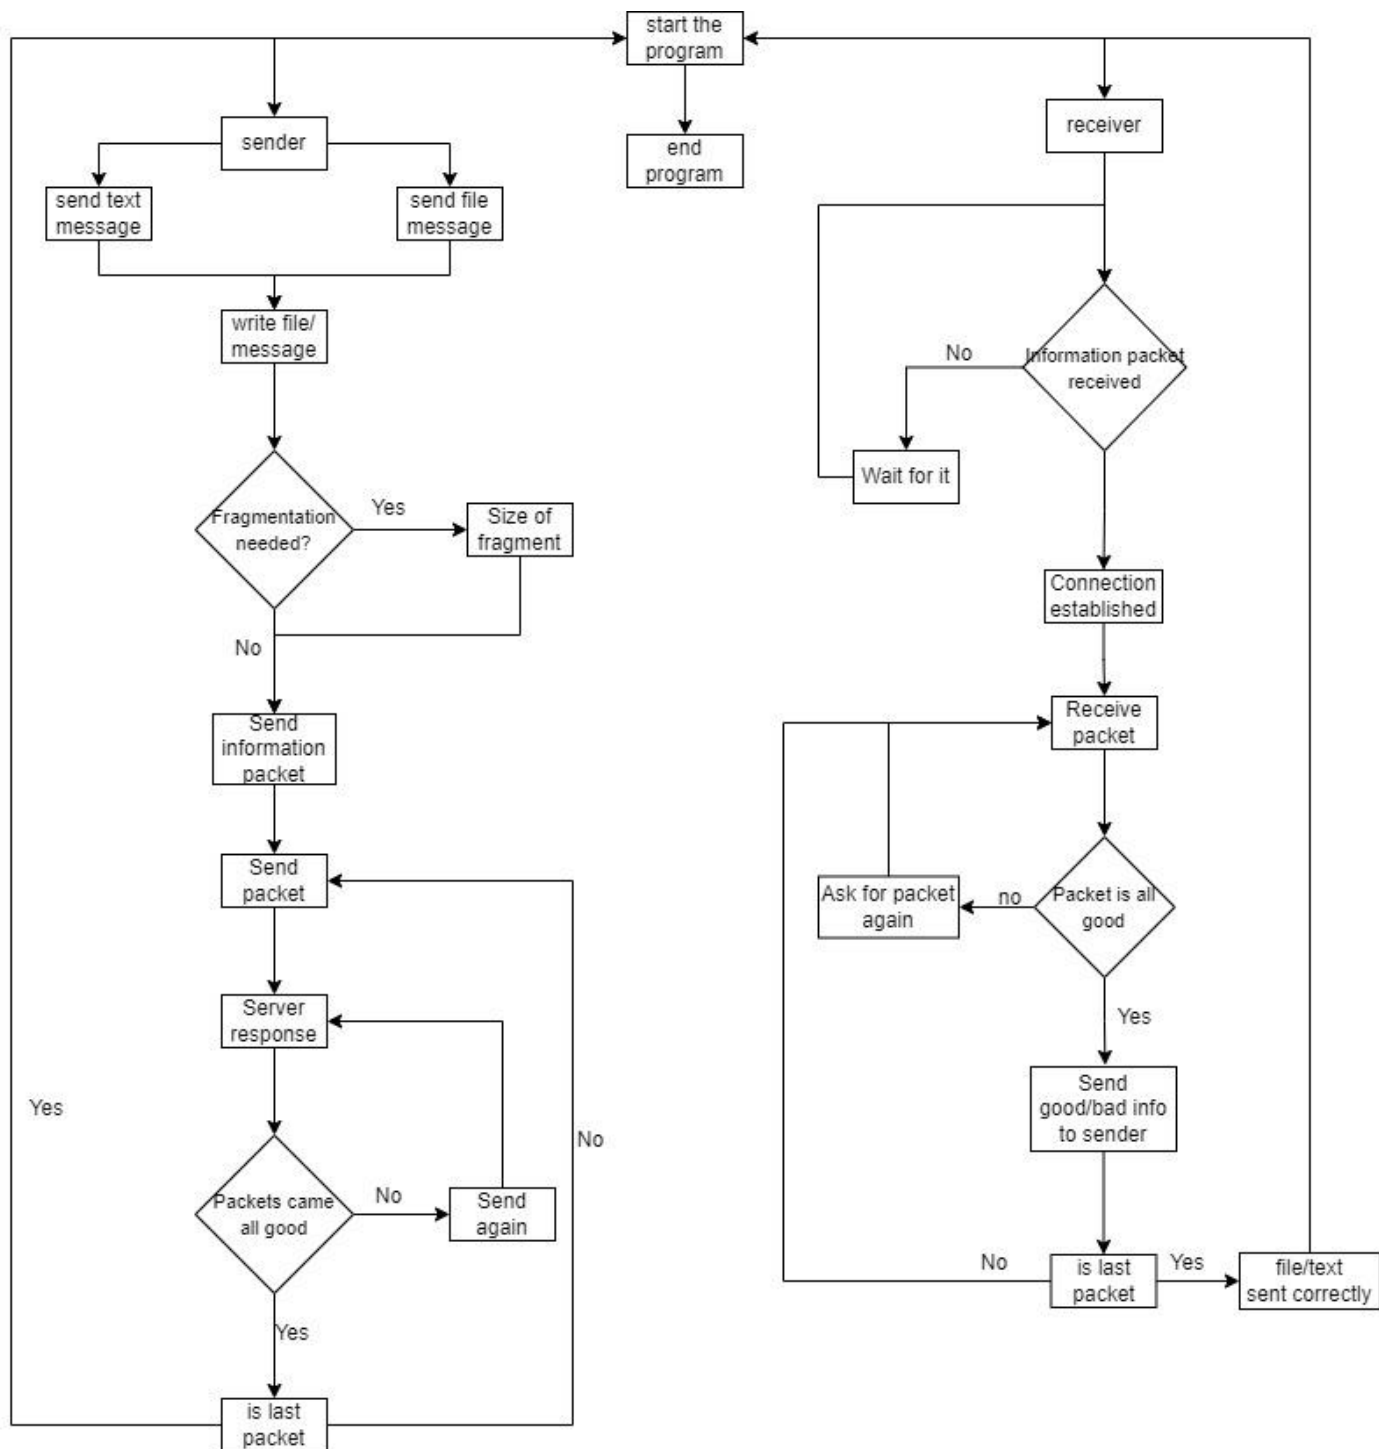 start the
program
end
program
sender
send text
message
send file
message
write file/
message
Fragmentation
needed?
Yes
Size of
fragment
No
Send
information
packet
Send
packet
Server
response
Packets came
all good
No
Send
again
Yes
is last
packet
Yes
No
receiver
Information packet
received
No
Wait for it
Connection
established
Receive
packet
Packet is all
good
no
Ask for packet
again
Yes
Send
good/bad info
to sender
is last
packet
No
Yes
file/text
sent correctly